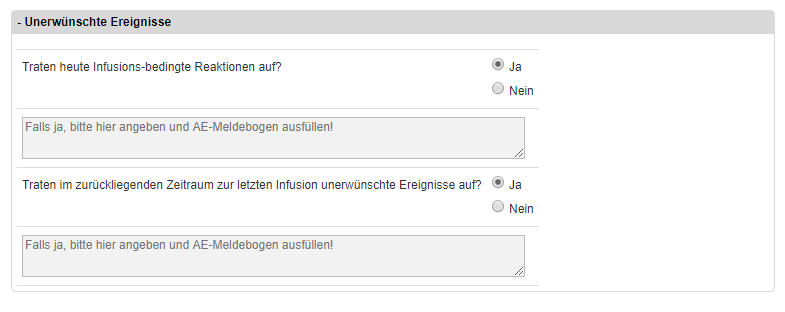 - Unerwünschte Ereignisse
Traten heute Infusions-bedingte Reaktionen auf?
Ja
Nein
Falls ja, bitte hier angeben und AE-Meldebogen ausfüllen!
Traten im zurückliegenden Zeitraum zur letzten Infusion unerwünschte Ereignisse auf?
Ja
Nein
Falls ja, bitte hier angeben und AE-Meldebogen ausfüllen!